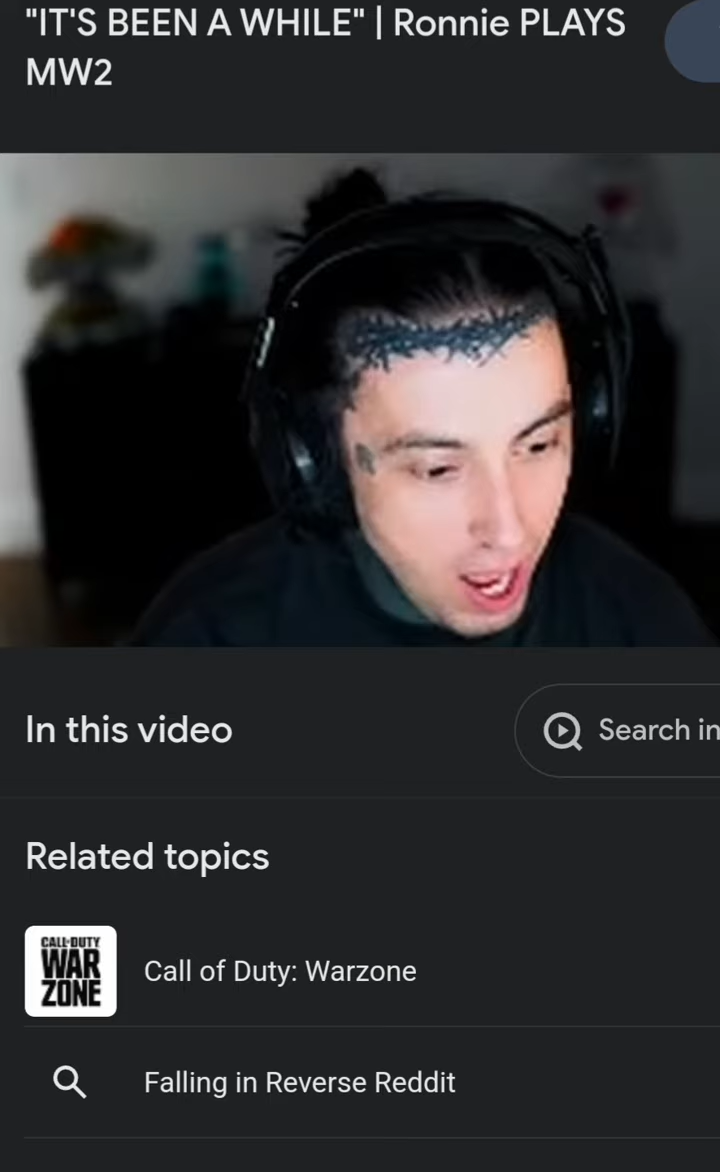 "IT'S BEEN A WHILE" | Ronnie PLAYS
MW2
In this video
Search in
Related topics
CALL OF DUTY
WAR
ZONE
Call of Duty: Warzone
Falling in Reverse Reddit